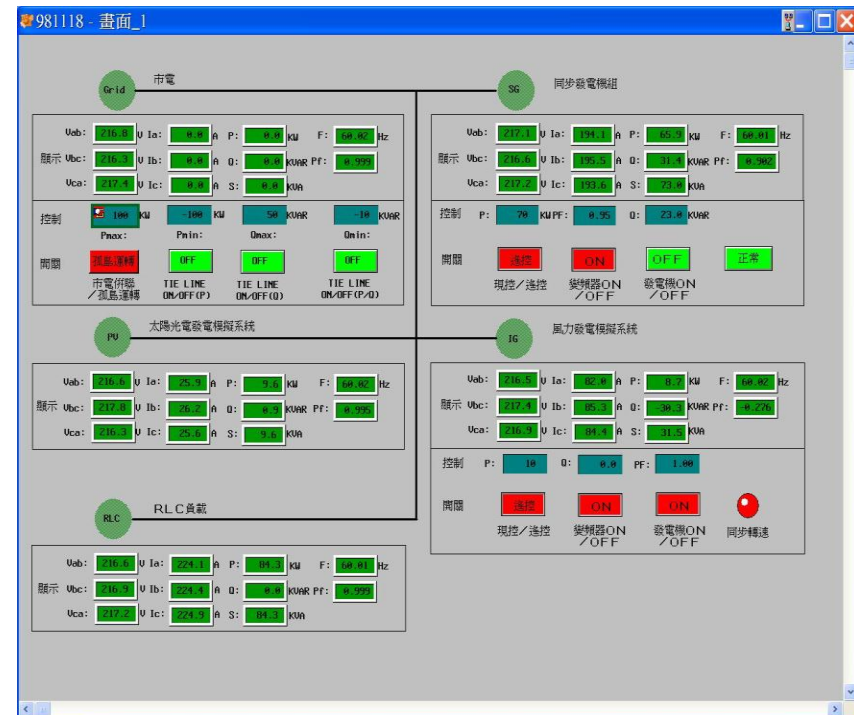 981118 - 畫面_1
Grid 市電
Vab: 216.8 V Ia: 0.0 A P: 0.0 KW F: 60.02 Hz
顯示 Vbc: 216.3 V Ib: 0.0 A Q: 0.0 KVAR Pf: 0.999
Vca: 217.4 V Ic: 0.0 A S: 0.0 KVA
控制 100 KW -100 KW 50 KVAR -10 KVAR
Pmax: Pmin: Qmax: Qmin:
開關 孤島運轉 OFF OFF OFF
市電併聯 TIE LINE TIE LINE TIE LINE
/孤島運轉 ON/OFF(P) ON/OFF(Q) ON/OFF(P/Q)
SG 同步發電機組
Vab: 217.1 V Ia: 194.1 A P: 65.9 KW F: 60.01 Hz
顯示 Vbc: 216.6 V Ib: 195.5 A Q: 31.4 KVAR Pf: 0.902
Vca: 217.2 V Ic: 193.6 A S: 73.0 KVA
控制 P: 70 KW PF: 0.95 Q: 23.0 KVAR
開關 遙控 ON OFF 正常
現控/遙控 變頻器ON 發電機ON
/OFF /OFF
PV 太陽光電發電模擬系統
Vab: 216.6 V Ia: 25.9 A P: 9.6 KW F: 60.02 Hz
顯示 Vbc: 217.8 V Ib: 26.2 A Q: 0.9 KVAR Pf: 0.995
Vca: 216.3 V Ic: 25.6 A S: 9.6 KVA
IG 風力發電模擬系統
Vab: 216.5 V Ia: 82.0 A P: 8.7 KW F: 60.02 Hz
顯示 Vbc: 217.4 V Ib: 85.3 A Q: -30.3 KVAR Pf: -0.276
Vca: 216.9 V Ic: 84.4 A S: 31.5 KVA
控制 P: 10 Q: 0.0 PF: 1.00
開關 遙控 ON ON
現控/遙控 變頻器ON 發電機ON 同步轉速
/OFF /OFF
RLC RLC負載
Vab: 216.6 V Ia: 224.1 A P: 84.3 KW F: 60.01 Hz
顯示 Vbc: 216.9 V Ib: 224.4 A Q: 0.0 KVAR Pf: 0.999
Vca: 217.2 V Ic: 224.9 A S: 84.3 KVA